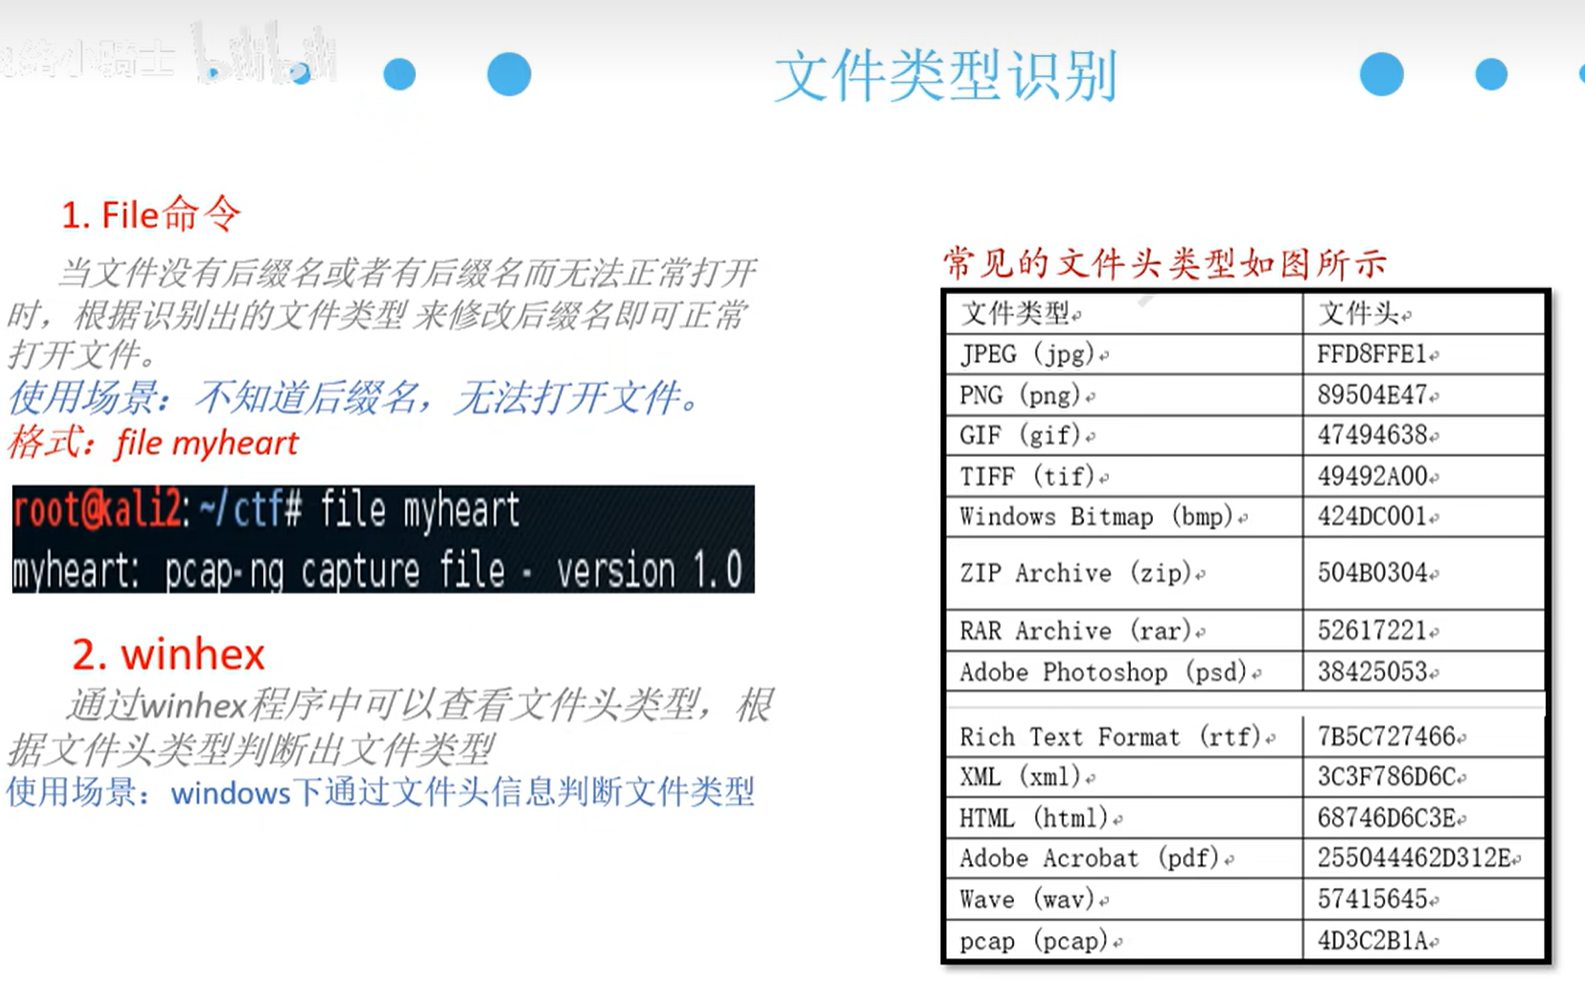 小骑士 bilibili
文件类型识别
1. File命令
当文件没有后缀名或者有后缀名而无法正常打开
时，根据识别出的文件类型 来修改后缀名即可正常
打开文件。
使用场景：不知道后缀名，无法打开文件。
格式：file myheart
root@kali2:~/ctf# file myheart
myheart: pcap-ng capture file - version 1.0
2. winhex
通过winhex程序中可以查看文件头类型，根
据文件头类型判断出文件类型
使用场景：windows下通过文件头信息判断文件类型
常见的文件头类型如图所示
文件类型 文件头
JPEG (jpg) FFD8FFE1
PNG (png) 89504E47
GIF (gif) 47494638
TIFF (tif) 49492A00
Windows Bitmap (bmp) 424DC001
ZIP Archive (zip) 504B0304
RAR Archive (rar) 52617221
Adobe Photoshop (psd) 38425053
Rich Text Format (rtf) 7B5C727466
XML (xml) 3C3F786D6C
HTML (html) 68746D6C3E
Adobe Acrobat (pdf) 255044462D312E
Wave (wav) 57415645
pcap (pcap) 4D3C2B1A